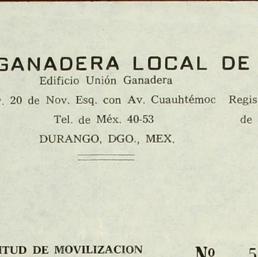 GANADERA LOCAL DE
Edificio Unión Ganadera
. 20 de Nov. Esq. con Av. Cuauhtémoc Regis
Tel. de Méx. 40-53 de
DURANGO, DGO., MEX.
ITUD DE MOVILIZACION Nº 5